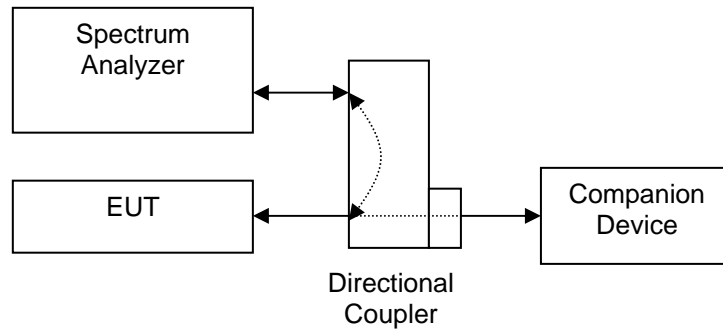 Spectrum
Analyzer
EUT
Companion
Device
Directional
Coupler